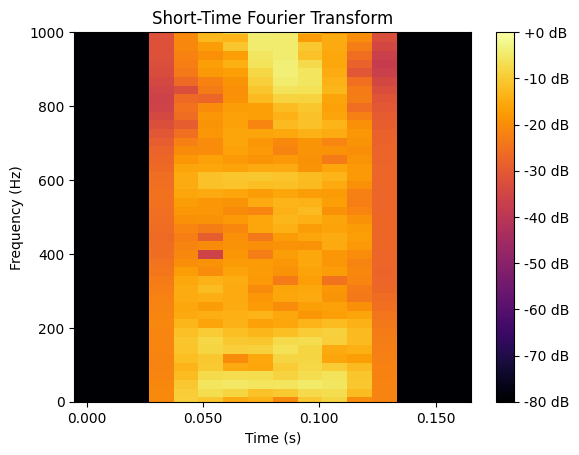 Short-Time Fourier Transform
1000
800
600
400
200
0
Frequency (Hz)
0.000
0.050
0.100
0.150
Time (s)
+0 dB
-10 dB
-20 dB
-30 dB
-40 dB
-50 dB
-60 dB
-70 dB
-80 dB